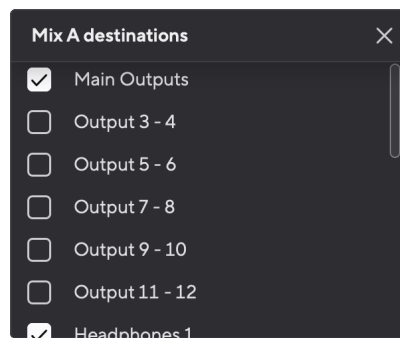 Mix A destinations
Main Outputs
Output 3 - 4
Output 5 - 6
Output 7 - 8
Output 9 - 10
Output 11 - 12
Headphones 1